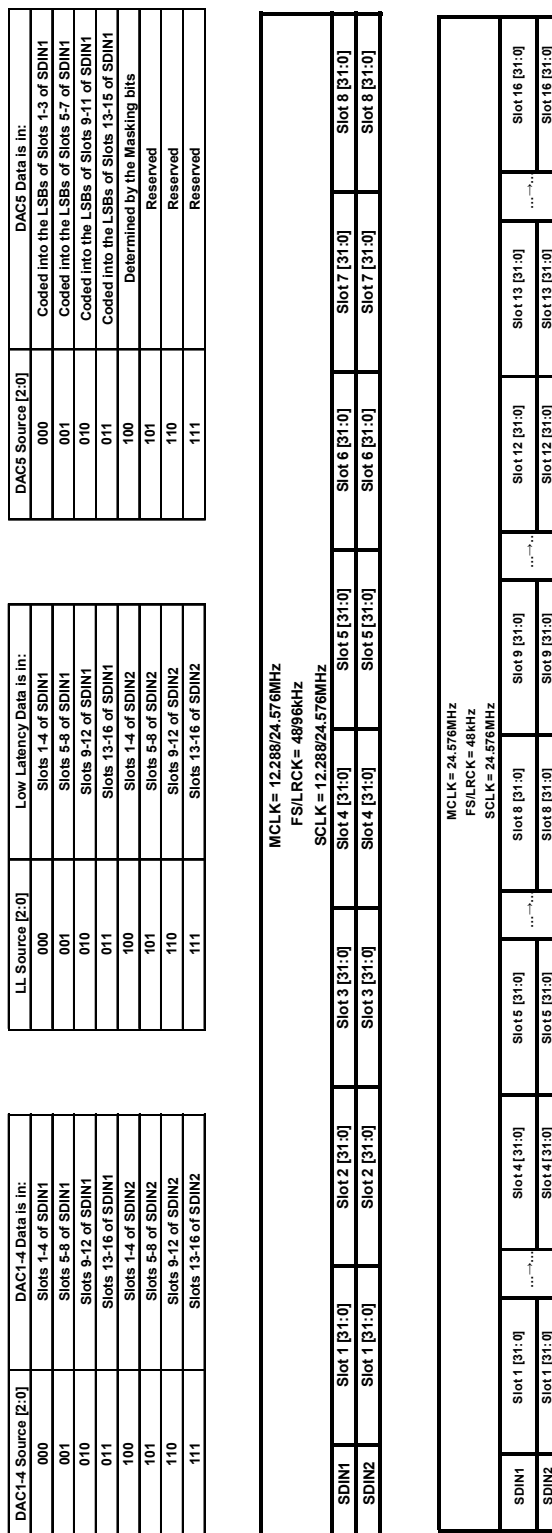 DAC1-4 Source [2:0] DAC1-4 Data is in:
000 Slots 1-4 of SDIN1
001 Slots 5-8 of SDIN1
010 Slots 9-12 of SDIN1
011 Slots 13-16 of SDIN1
100 Slots 1-4 of SDIN2
101 Slots 5-8 of SDIN2
110 Slots 9-12 of SDIN2
111 Slots 13-16 of SDIN2
LL Source [2:0] Low Latency Data is in:
000 Slots 1-4 of SDIN1
001 Slots 5-8 of SDIN1
010 Slots 9-12 of SDIN1
011 Slots 13-16 of SDIN1
100 Slots 1-4 of SDIN2
101 Slots 5-8 of SDIN2
110 Slots 9-12 of SDIN2
111 Slots 13-16 of SDIN2
DAC5 Source [2:0] DAC5 Data is in:
000 Coded into the LSBs of Slots 1-3 of SDIN1
001 Coded into the LSBs of Slots 5-7 of SDIN1
010 Coded into the LSBs of Slots 9-11 of SDIN1
011 Coded into the LSBs of Slots 13-15 of SDIN1
100 Determined by the Masking bits
101 Reserved
110 Reserved
111 Reserved
MCLK = 12.288/24.576MHz
FS/LRCK = 48/96kHz
SCLK = 12.288/24.576MHz
SDIN1 Slot 1 [31:0] Slot 2 [31:0] Slot 3 [31:0] Slot 4 [31:0] Slot 5 [31:0] Slot 6 [31:0] Slot 7 [31:0] Slot 8 [31:0]
SDIN2 Slot 1 [31:0] Slot 2 [31:0] Slot 3 [31:0] Slot 4 [31:0] Slot 5 [31:0] Slot 6 [31:0] Slot 7 [31:0] Slot 8 [31:0]
MCLK = 24.576MHz
FS/LRCK = 48kHz
SCLK = 24.576MHz
SDIN1 Slot 1 [31:0] ...→... Slot 4 [31:0] Slot 5 [31:0] ...→... Slot 8 [31:0] Slot 9 [31:0] ...→... Slot 12 [31:0] Slot 13 [31:0] ...→... Slot 16 [31:0]
SDIN2 Slot 1 [31:0] Slot 4 [31:0] Slot 5 [31:0] Slot 8 [31:0] Slot 9 [31:0] Slot 12 [31:0] Slot 13 [31:0] Slot 16 [31:0]